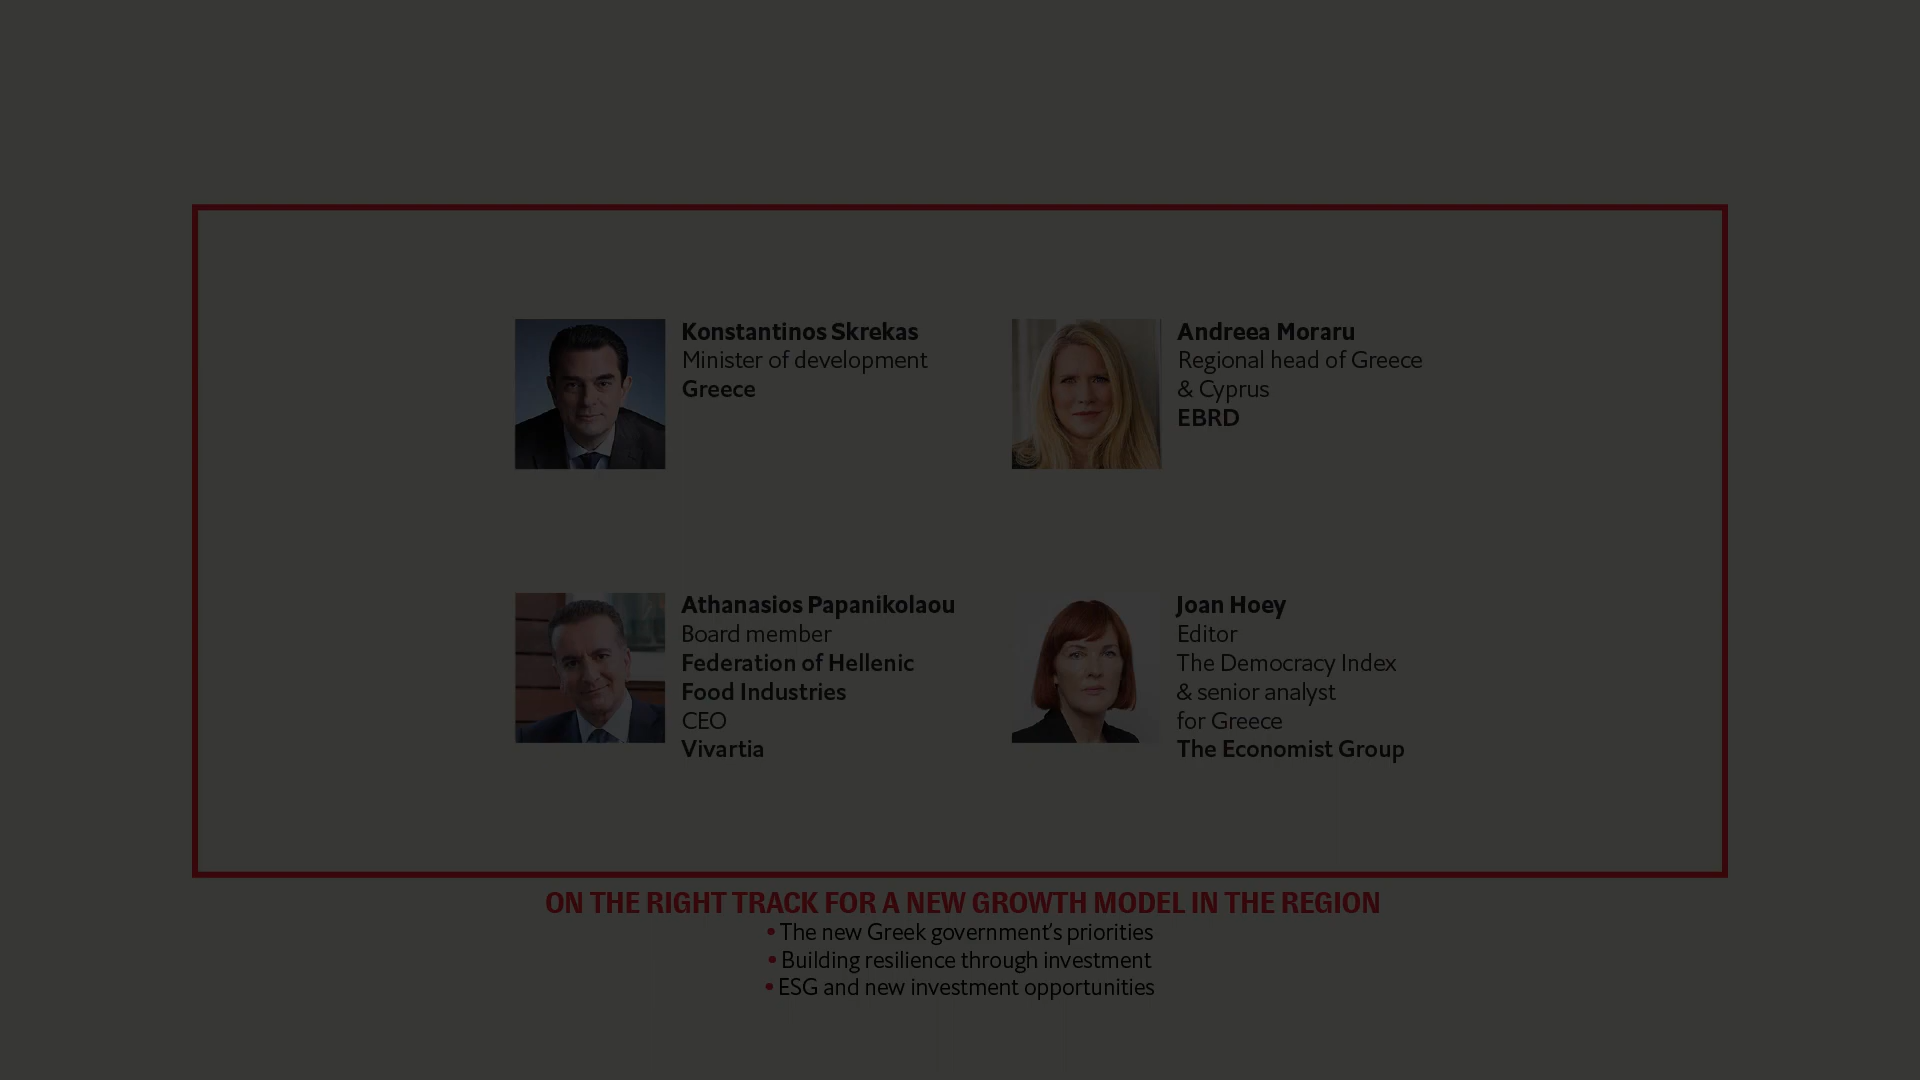 Konstantinos Skrekas
Minister of development
Greece
Andreea Moraru
Regional head of Greece
& Cyprus
EBRD
Athanasios Papanikolaou
Board member
Federation of Hellenic
Food Industries
CEO
Vivartia
Joan Hoey
Editor
The Democracy Index
& senior analyst
for Greece
The Economist Group
ON THE RIGHT TRACK FOR A NEW GROWTH MODEL IN THE REGION
• The new Greek government's priorities
• Building resilience through investment
• ESG and new investment opportunities